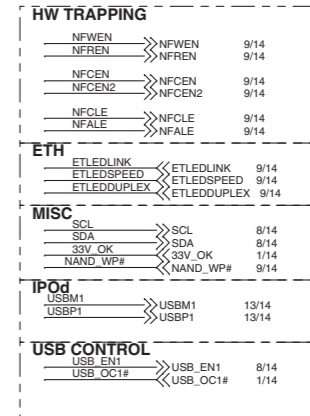 HW TRAPPING
NFWEN NFWEN 9/14
NFREN NFREN 9/14
NFCEN NFCEN 9/14
NFCEN2 NFCEN2 9/14
NFCLE NFCLE 9/14
NFALE NFALE 9/14
ETH
ETLEDLINK ETLEDLINK 9/14
ETLEDSPEED ETLEDSPEED 9/14
ETLEDDUPLEX ETLEDDUPLEX 9/14
MISC
SCL SCL 8/14
SDA SDA 8/14
33V_OK 33V_OK 1/14
NAND_WP# NAND_WP# 9/14
IPOd
USBM1 USBM1 13/14
USBP1 USBP1 13/14
USB CONTROL
USB_EN1 USB_EN1 8/14
USB_OC1# USB_OC1# 1/14